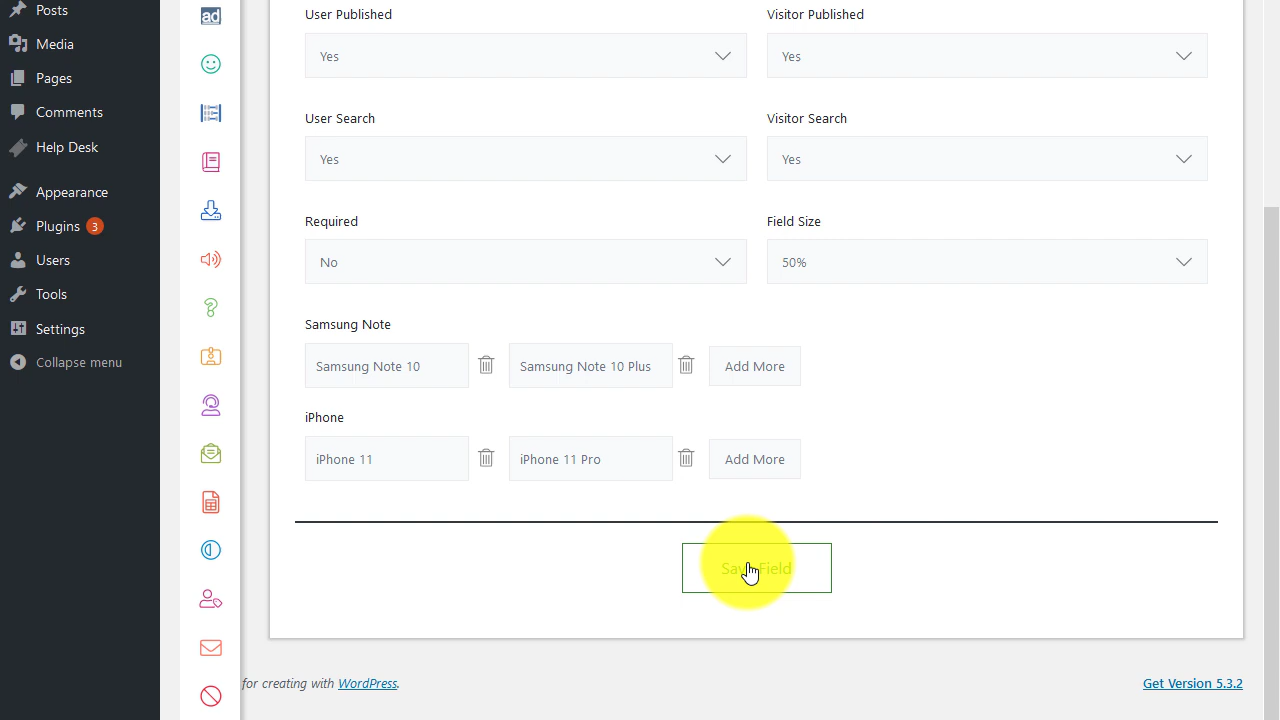 Posts
Media
Pages
Comments
Help Desk
Appearance
Plugins 3
Users
Tools
Settings
Collapse menu
ad
User Published
Visitor Published
Yes
Yes
User Search
Visitor Search
Yes
Yes
Required
Field Size
No
50%
Samsung Note
Samsung Note 10
Samsung Note 10 Plus
Add More
iPhone
iPhone 11
iPhone 11 Pro
Add More
Save Field
for creating with WordPress.
Get Version 5.3.2